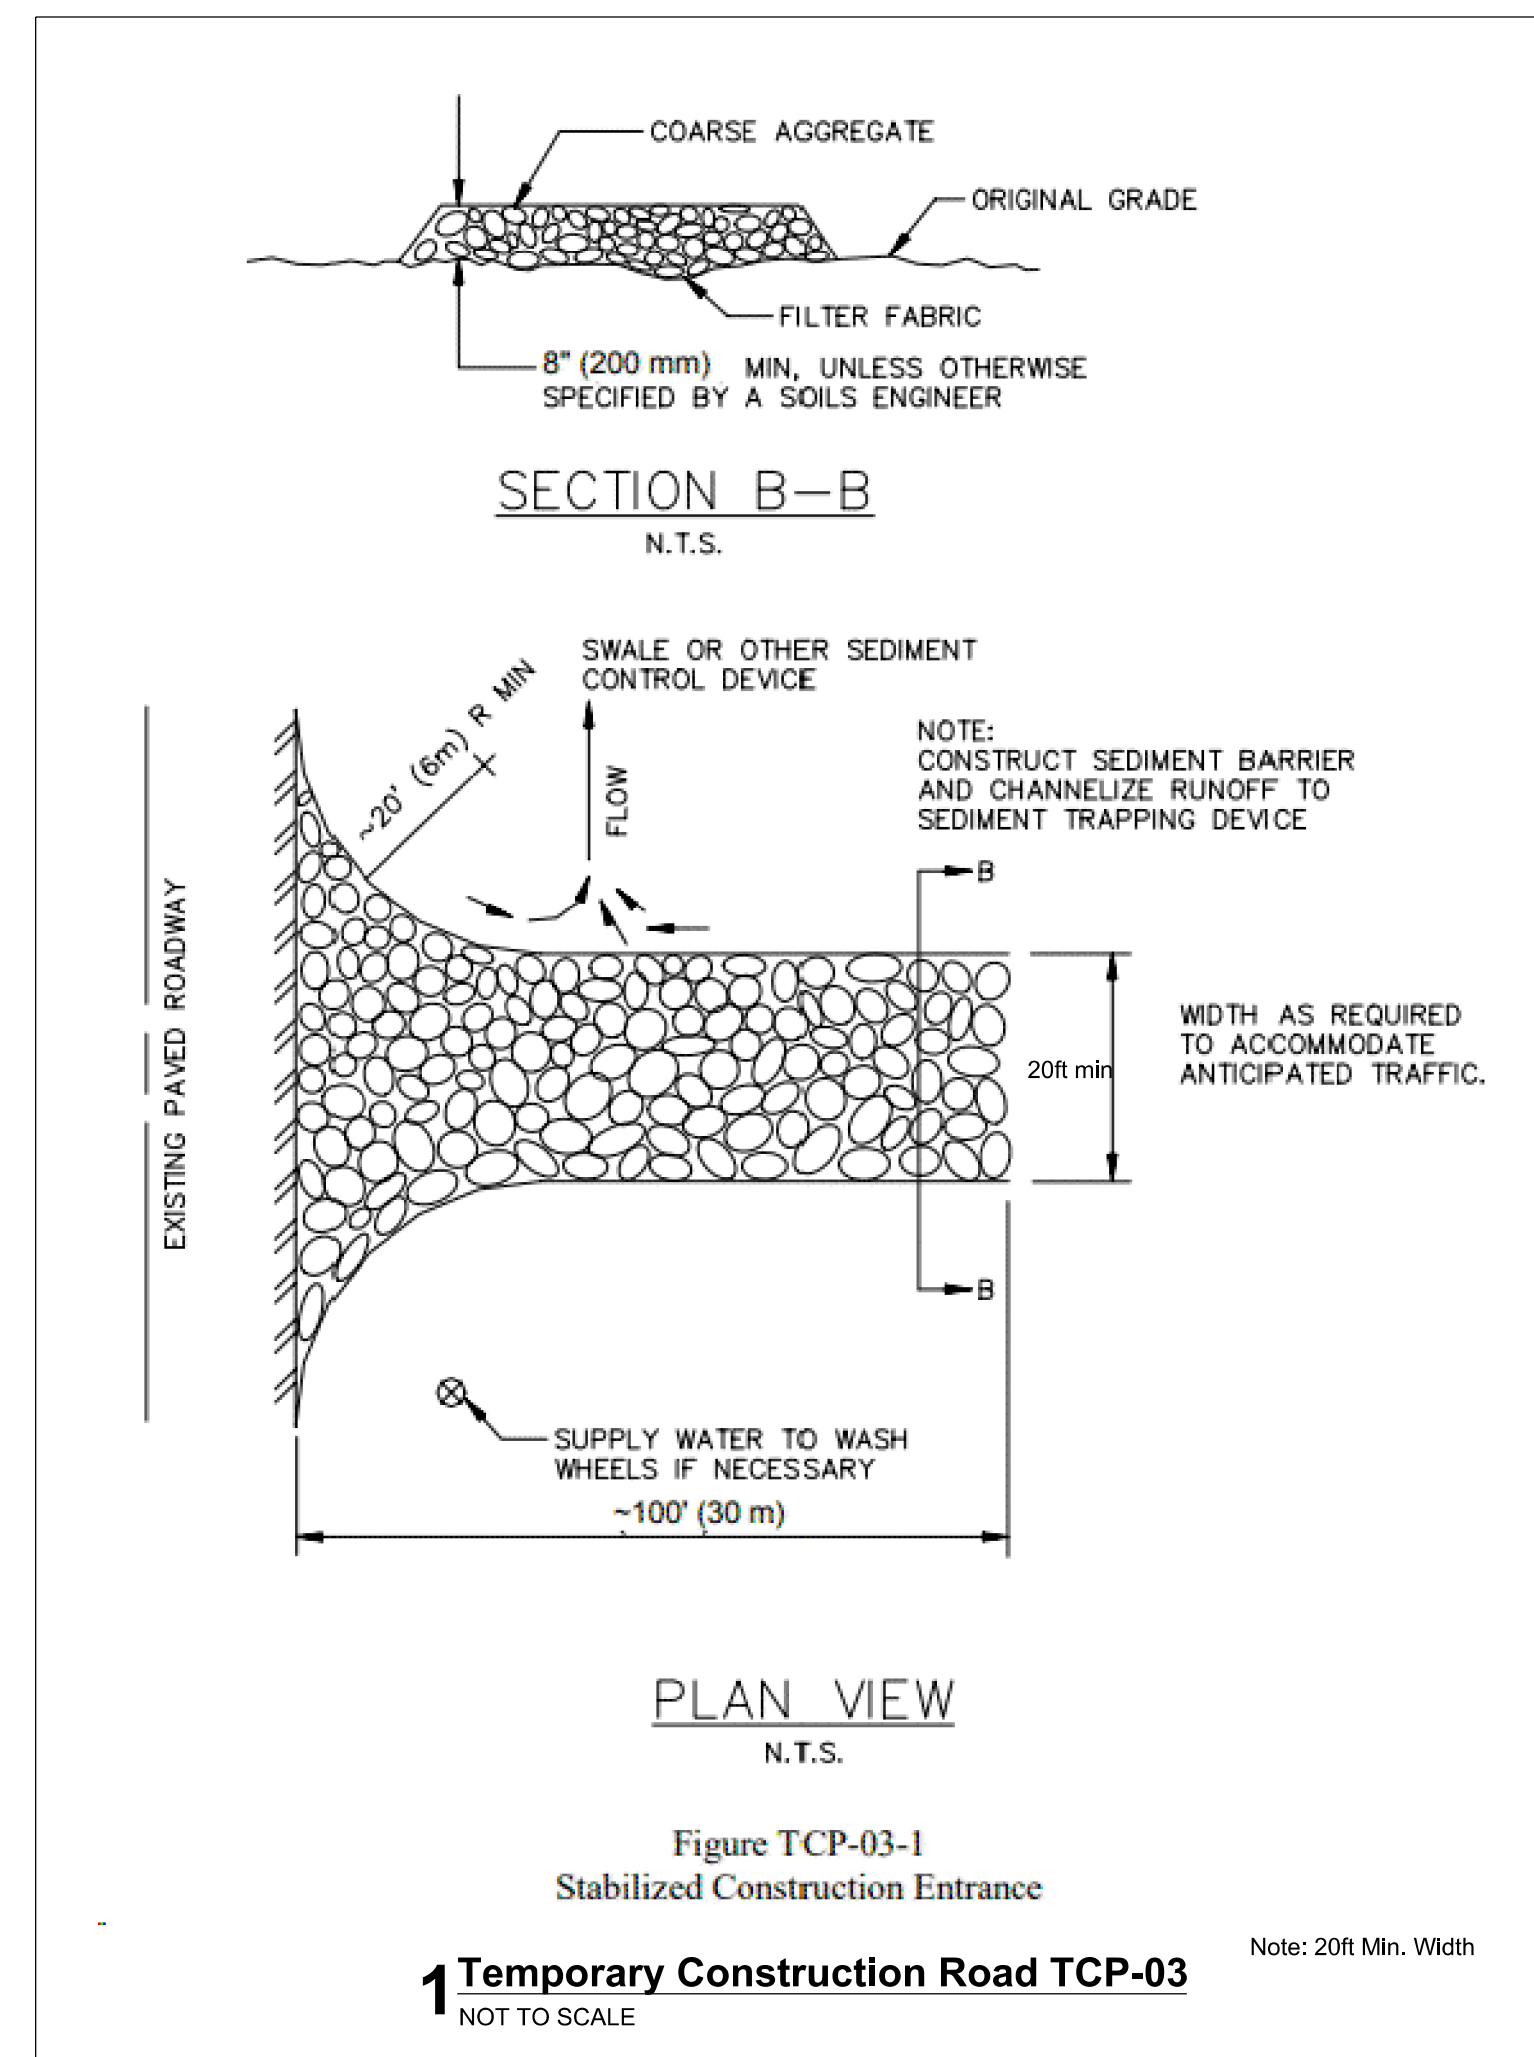 COARSE AGGREGATE
ORIGINAL GRADE
FILTER FABRIC
8" (200 mm) MIN, UNLESS OTHERWISE
SPECIFIED BY A SOILS ENGINEER
SECTION B-B
N.T.S.
SWALE OR OTHER SEDIMENT
CONTROL DEVICE
~20' (6m) R MIN
FLOW
NOTE:
CONSTRUCT SEDIMENT BARRIER
AND CHANNELIZE RUNOFF TO
SEDIMENT TRAPPING DEVICE
B
EXISTING PAVED ROADWAY
20ft min
WIDTH AS REQUIRED
TO ACCOMMODATE
ANTICIPATED TRAFFIC.
B
SUPPLY WATER TO WASH
WHEELS IF NECESSARY
~100' (30 m)
PLAN VIEW
N.T.S.
Figure TCP-03-1
Stabilized Construction Entrance
Note: 20ft Min. Width
1 Temporary Construction Road TCP-03
NOT TO SCALE